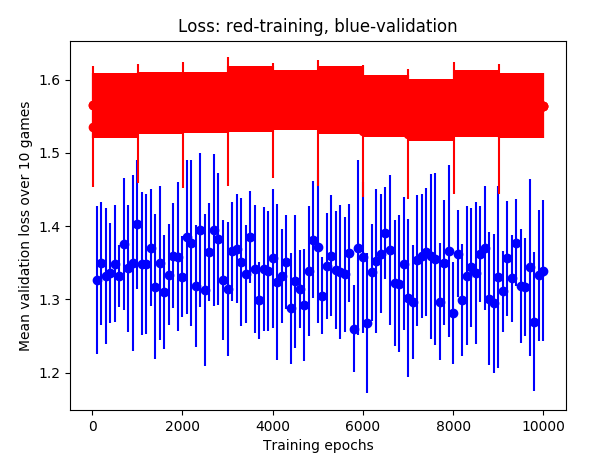 Loss: red-training, blue-validation
Mean validation loss over 10 games
1.6
1.5
1.4
1.3
1.2
0 2000 4000 6000 8000 10000
Training epochs